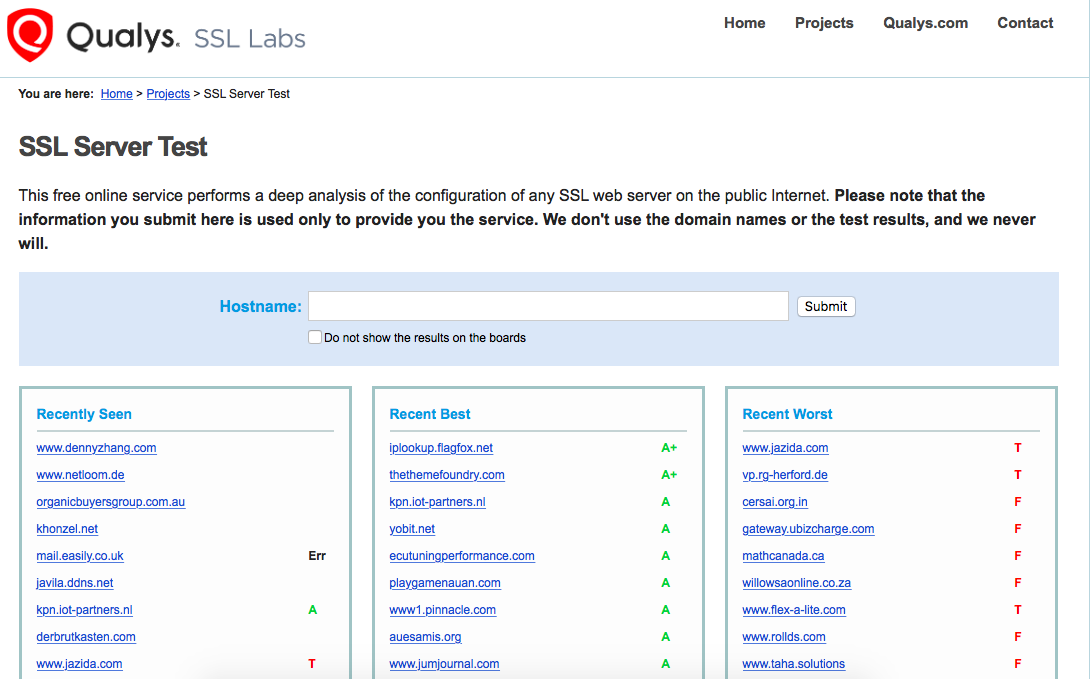 Qualys. SSL Labs
Home Projects Qualys.com Contact
You are here: Home > Projects > SSL Server Test
SSL Server Test
This free online service performs a deep analysis of the configuration of any SSL web server on the public Internet. Please note that the
information you submit here is used only to provide you the service. We don't use the domain names or the test results, and we never
will.
Hostname: Submit
Do not show the results on the boards
Recently Seen
www.dennyzhang.com
www.netloom.de
organicbuyersgroup.com.au
khonzel.net
mail.easily.co.uk Err
javila.ddns.net
kpn.iot-partners.nl A
derbrutkasten.com
www.jazida.com T
Recent Best
iplookup.flagfox.net A+
thethemefoundry.com A+
kpn.iot-partners.nl A
yobit.net A
ecutuningperformance.com A
playgamenauan.com A
www1.pinnacle.com A
auesamis.org A
www.jumjournal.com A
Recent Worst
www.jazida.com T
vp.rg-herford.de T
cersai.org.in F
gateway.ubizcharge.com F
mathcanada.ca F
willowsaonline.co.za F
www.flex-a-lite.com T
www.rollds.com F
www.taha.solutions F